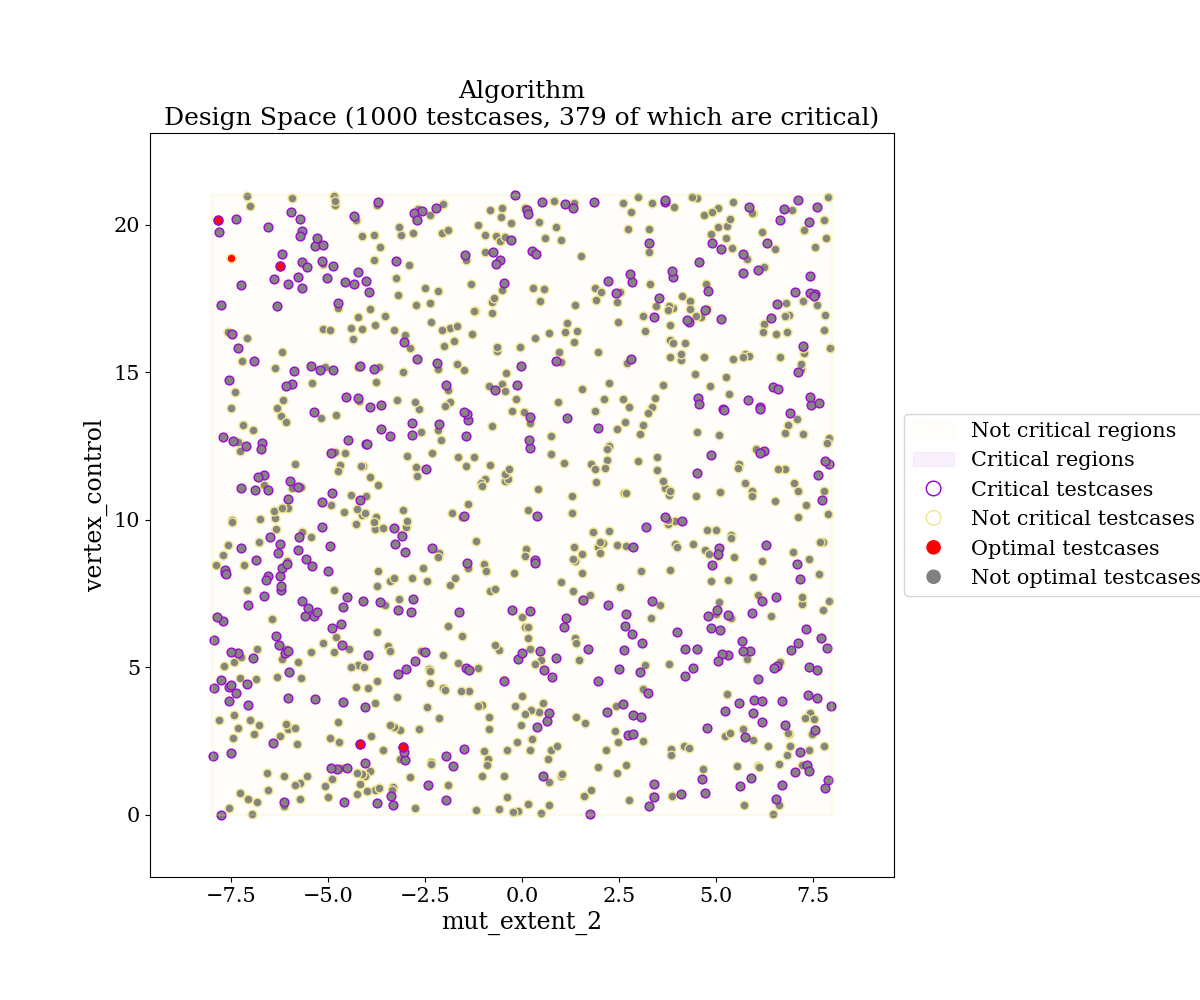 Algorithm
Design Space (1000 testcases, 379 of which are critical)
20
15
10
5
0
vertex_control
−7.5 −5.0 −2.5 0.0 2.5 5.0 7.5
mut_extent_2
Not critical regions
Critical regions
Critical testcases
Not critical testcases
Optimal testcases
Not optimal testcases